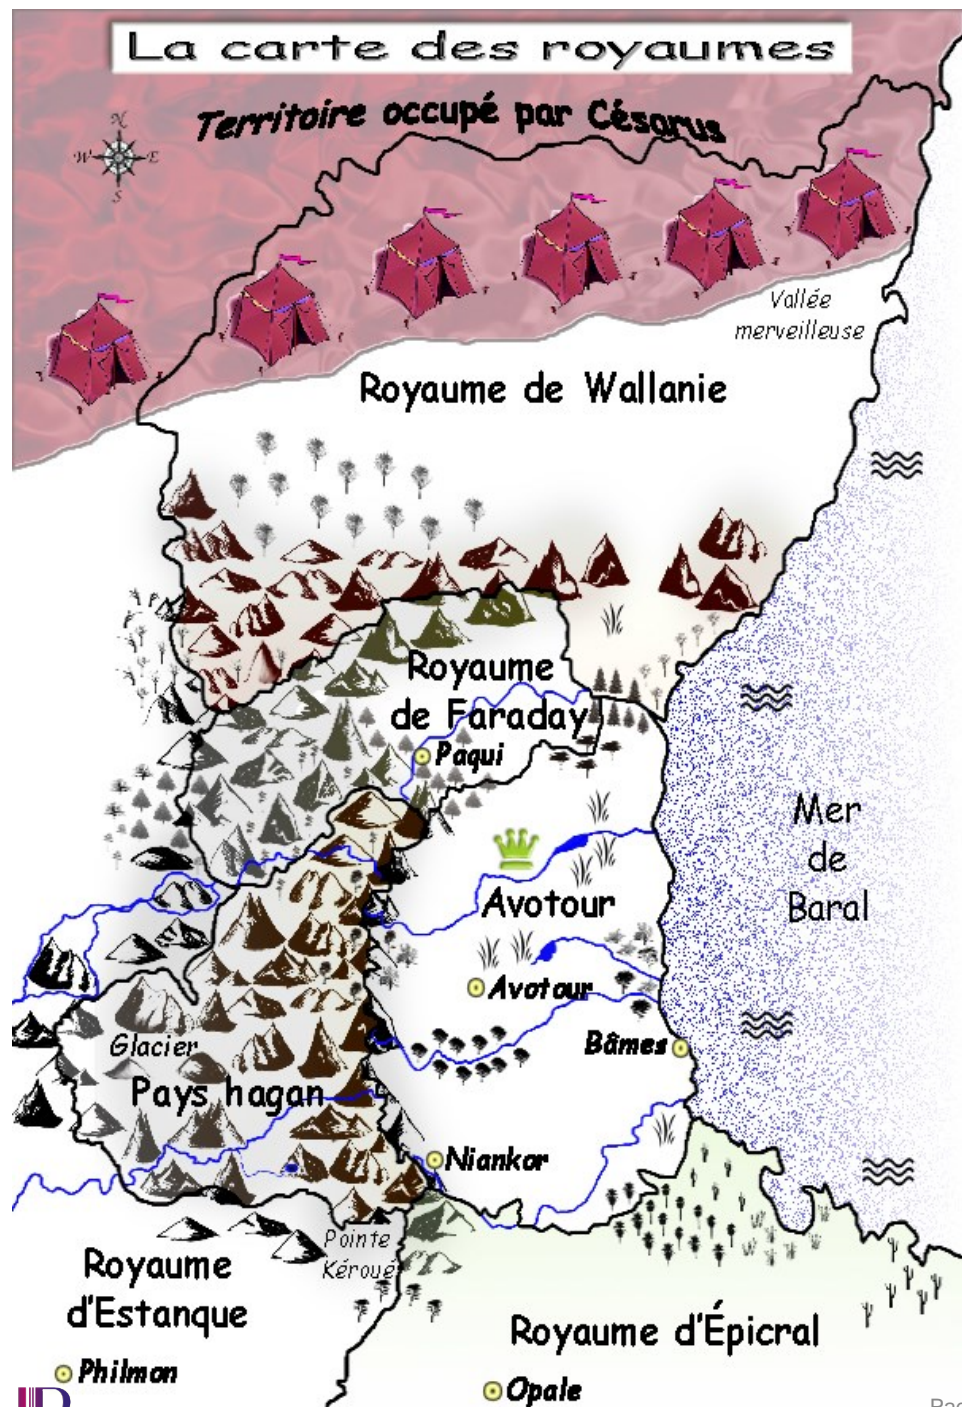 La carte des royaumes
Territoire occupé par Césarus
N
W E
S
Vallée
merveilleuse
Royaume de Wallanie
Royaume
de Faraday
Paqui
Mer
de
Baral
Avotour
Avotour
Bâmes
Glacier
Pays hagan
Niankor
Pointe
Kéroué
Royaume
d'Estanque
Royaume d'Épicral
Philmon
Opale